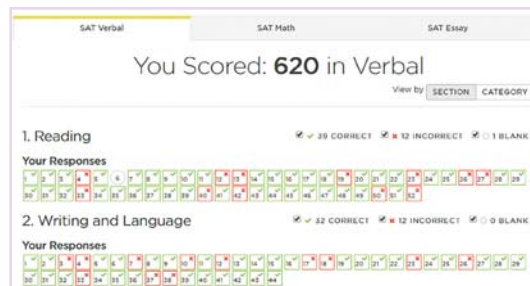 SAT Verbal SAT Math SAT Essay
You Scored: 620 in Verbal
View by SECTION CATEGORY
1. Reading ✓ 39 CORRECT × 12 INCORRECT ○ 1 BLANK
Your Responses
1 2 3 4 5 6 7 8 9 10 11 12 13 14 15 16 17 18 19 20 21 22 23 24 25 26 27 28 29
30 31 32 33 34 35 36 37 38 39 40 41 42 43 44 45 46 47 48 49 50 51 52
2. Writing and Language ✓ 32 CORRECT × 12 INCORRECT ○ 0 BLANK
Your Responses
1 2 3 4 5 6 7 8 9 10 11 12 13 14 15 16 17 18 19 20 21 22 23 24 25 26 27 28 29
30 31 32 33 34 35 36 37 38 39 40 41 42 43 44